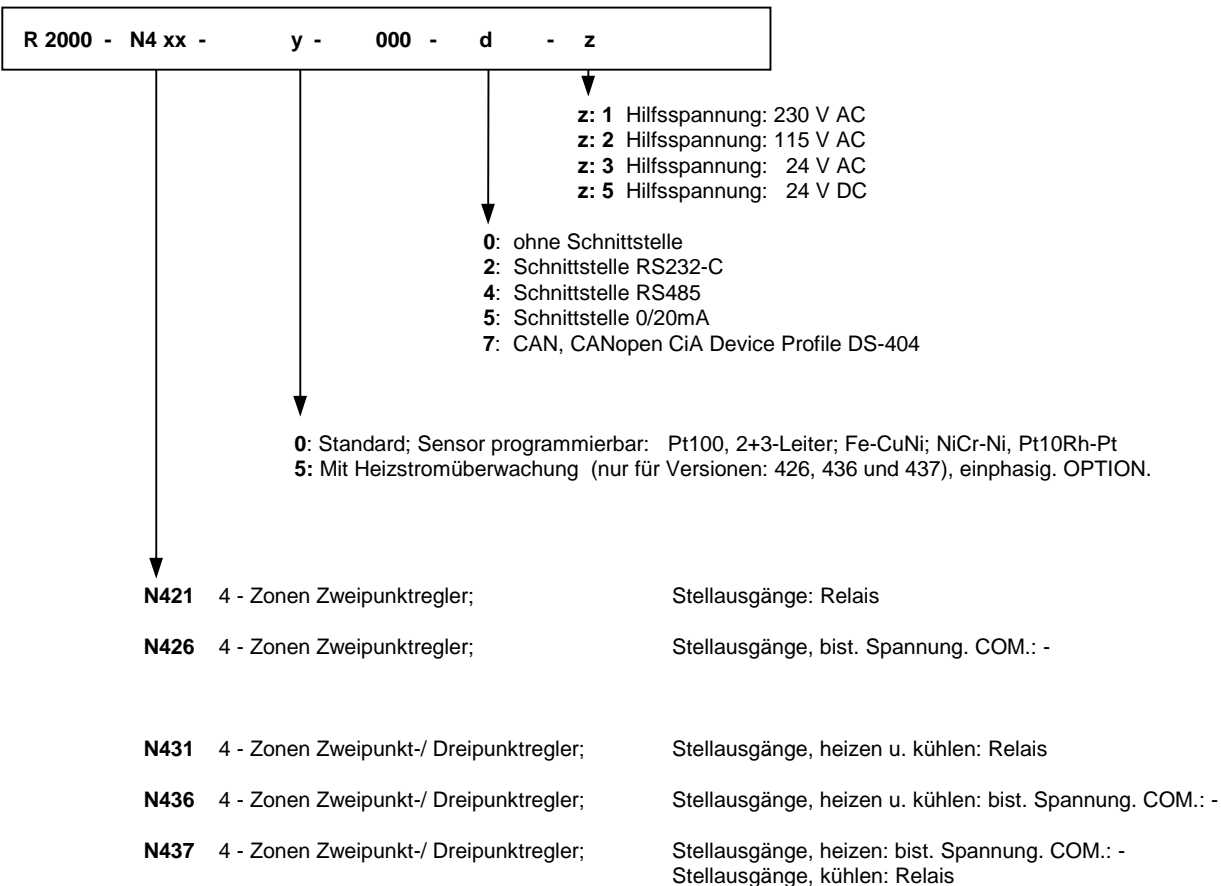 R 2000 - N4 xx - y - 000 - d - z
z: 1 Hilfsspannung: 230 V AC
z: 2 Hilfsspannung: 115 V AC
z: 3 Hilfsspannung: 24 V AC
z: 5 Hilfsspannung: 24 V DC
0: ohne Schnittstelle
2: Schnittstelle RS232-C
4: Schnittstelle RS485
5: Schnittstelle 0/20mA
7: CAN, CANopen CiA Device Profile DS-404
0: Standard; Sensor programmierbar: Pt100, 2+3-Leiter; Fe-CuNi; NiCr-Ni, Pt10Rh-Pt
5: Mit Heizstromüberwachung (nur für Versionen: 426, 436 und 437), einphasig. OPTION.
N421 4 - Zonen Zweipunktregler; Stellausgänge: Relais
N426 4 - Zonen Zweipunktregler; Stellausgänge, bist. Spannung. COM.: -
N431 4 - Zonen Zweipunkt-/ Dreipunktregler; Stellausgänge, heizen u. kühlen: Relais
N436 4 - Zonen Zweipunkt-/ Dreipunktregler; Stellausgänge, heizen u. kühlen: bist. Spannung. COM.: -
N437 4 - Zonen Zweipunkt-/ Dreipunktregler; Stellausgänge, heizen: bist. Spannung. COM.: -
Stellausgänge, kühlen: Relais